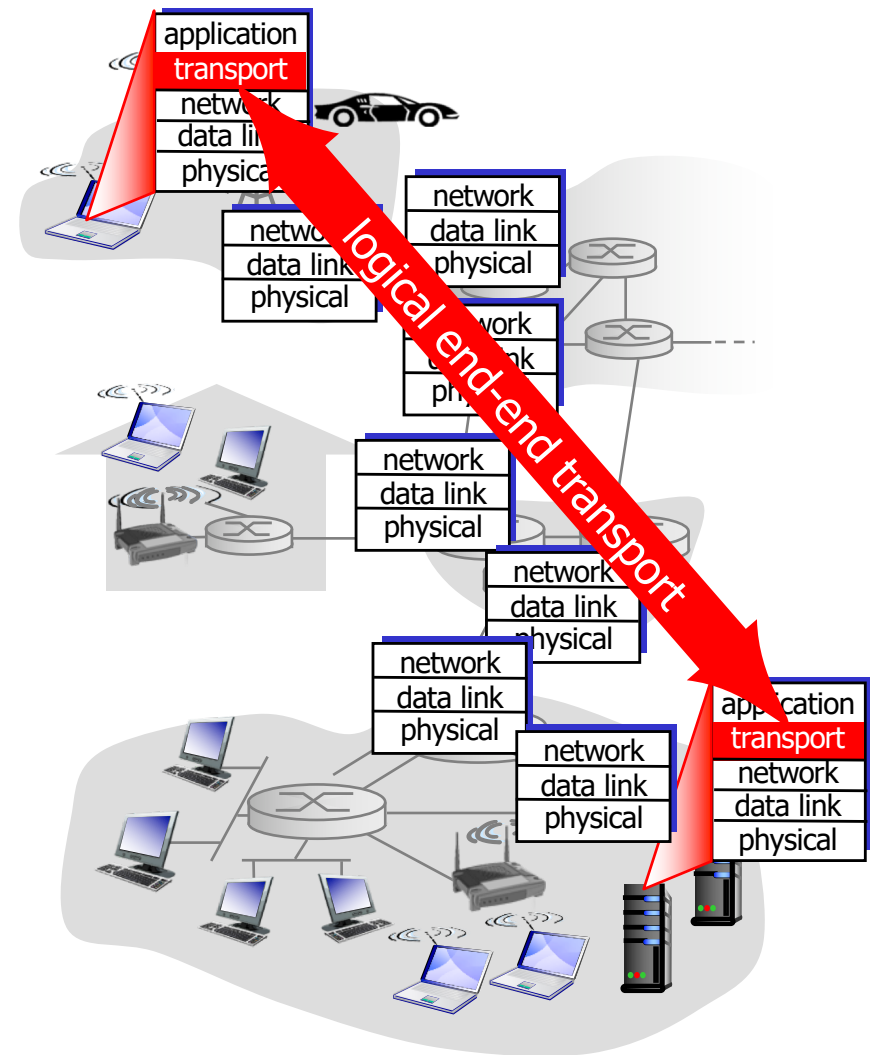 application
transport
network
data link
physical
network
data link
physical
network
data link
physical
logical end-end transport
network
data link
physical
network
data link
physical
network
data link
physical
network
data link
physical
application
transport
network
data link
physical